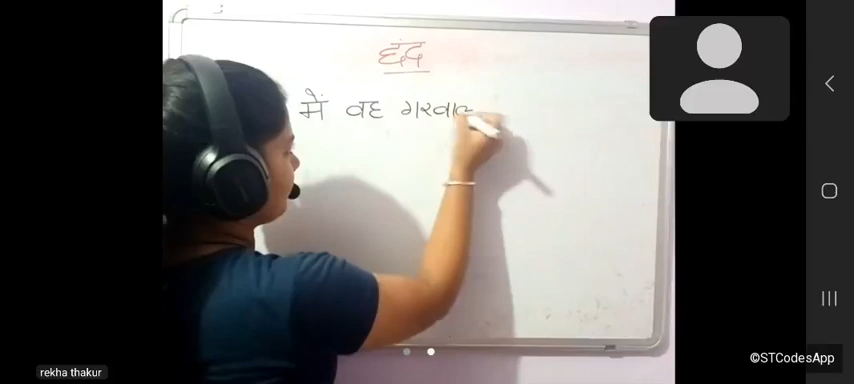 छंद
में वह गरवाल
rekha thakur
©STCodesApp